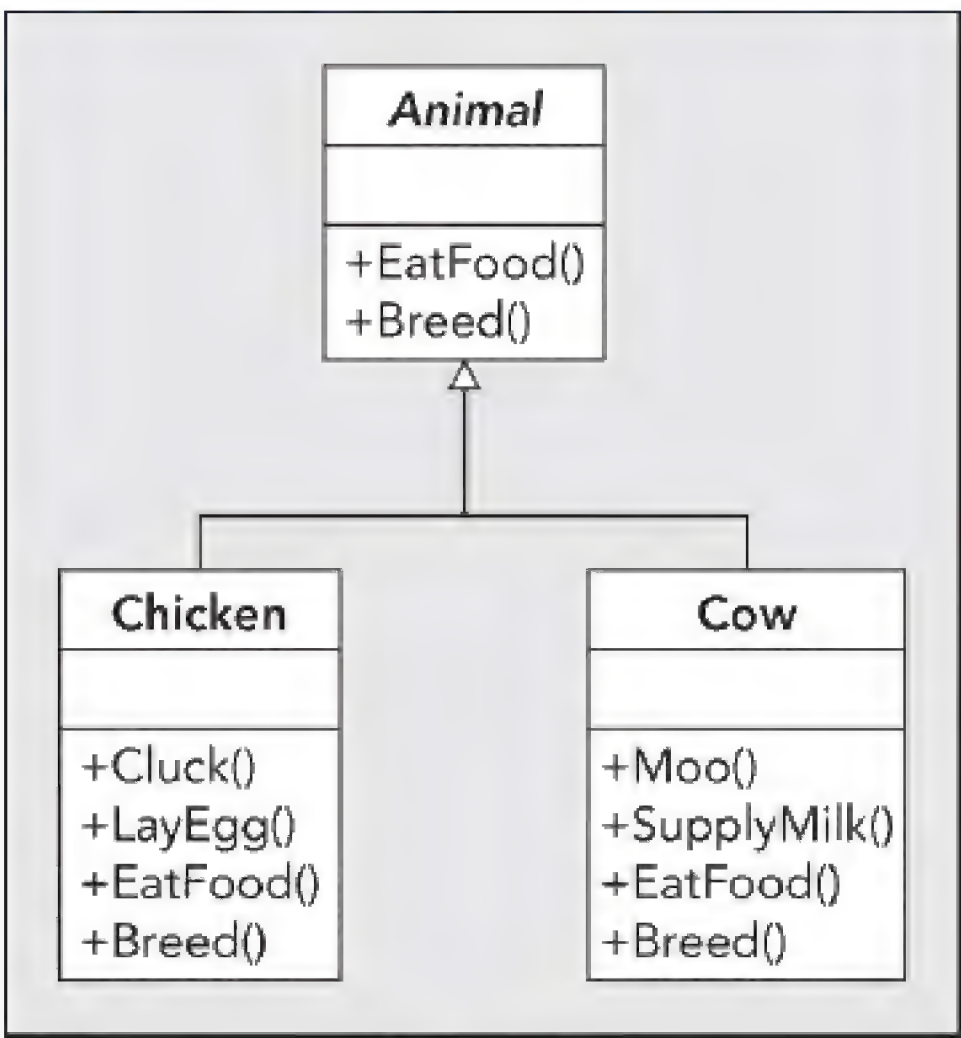 Animal
+EatFood()
+Breed()
Chicken
+Cluck()
+LayEgg()
+EatFood()
+Breed()
Cow
+Moo()
+SupplyMilk()
+EatFood()
+Breed()